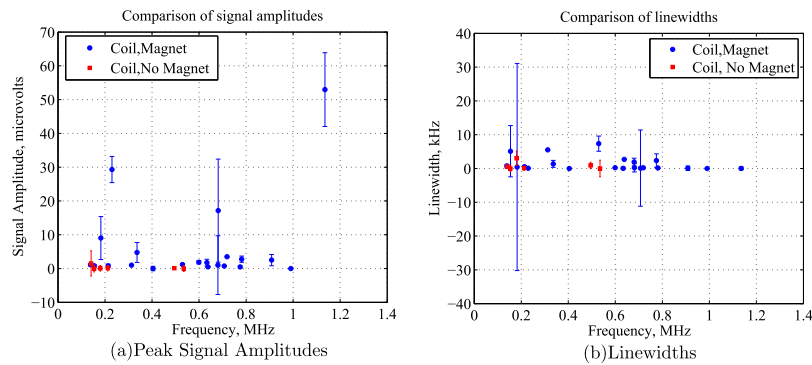 Comparison of signal amplitudes
70
60
50
40
30
20
10
0
−10
Signal Amplitude, microvolts
Coil,Magnet
Coil,No Magnet
0 0.2 0.4 0.6 0.8 1 1.2 1.4
Frequency, MHz
(a)Peak Signal Amplitudes
Comparison of linewidths
40
30
20
10
0
−10
−20
−30
−40
Linewidth, kHz
Coil,Magnet
Coil, No Magnet
0 0.2 0.4 0.6 0.8 1 1.2 1.4
Frequency, MHz
(b)Linewidths